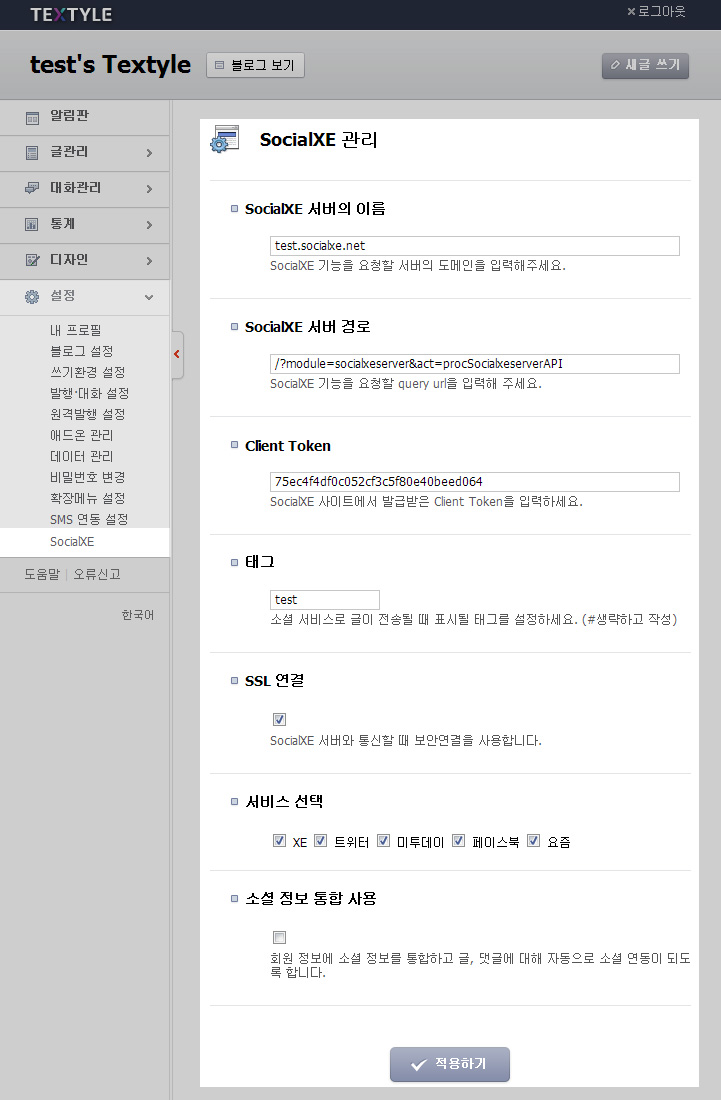 TEXTYLE
로그아웃
test's Textyle
블로그 보기
새글 쓰기
알림판
글관리
대화관리
통계
디자인
설정
내 프로필
블로그 설정
쓰기환경 설정
발행·대화 설정
원격발행 설정
애드온 관리
데이터 관리
비밀번호 변경
확장메뉴 설정
SMS 연동 설정
SocialXE
도움말 | 오류신고
한국어
SocialXE 관리
SocialXE 서버의 이름
test.socialxe.net
SocialXE 기능을 요청할 서버의 도메인을 입력해주세요.
SocialXE 서버 경로
/?module=socialxeserver&act=procSocialxeserverAPI
SocialXE 기능을 요청할 query url을 입력해 주세요.
Client Token
75ec4f4df0c052cf3c5f80e40beed064
SocialXE 사이트에서 발급받은 Client Token을 입력하세요.
태그
test
소셜 서비스로 글이 전송될 때 표시될 태그를 설정하세요. (#생략하고 작성)
SSL 연결
SocialXE 서버와 통신할 때 보안연결을 사용합니다.
서비스 선택
XE 트위터 미투데이 페이스북 요즘
소셜 정보 통합 사용
회원 정보에 소셜 정보를 통합하고 글, 댓글에 대해 자동으로 소셜 연동이 되도
록 합니다.
적용하기